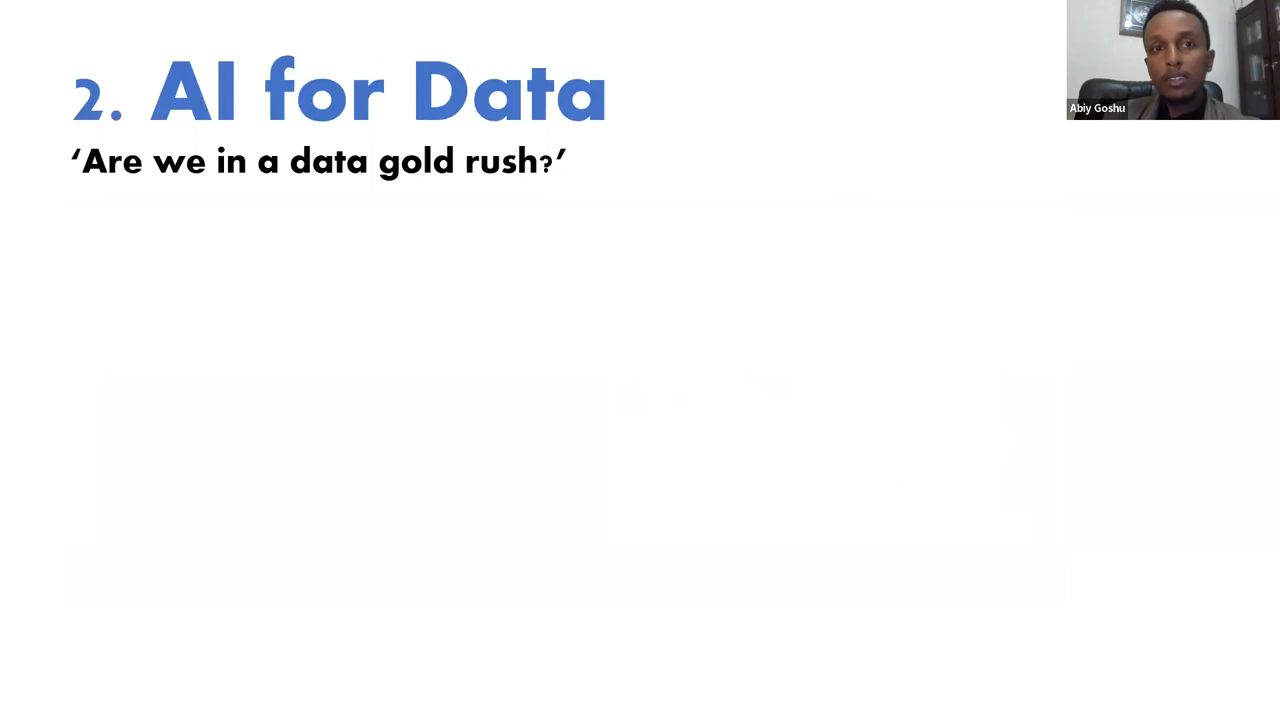 2. AI for Data
‘Are we in a data gold rush?’
Abiy Goshu